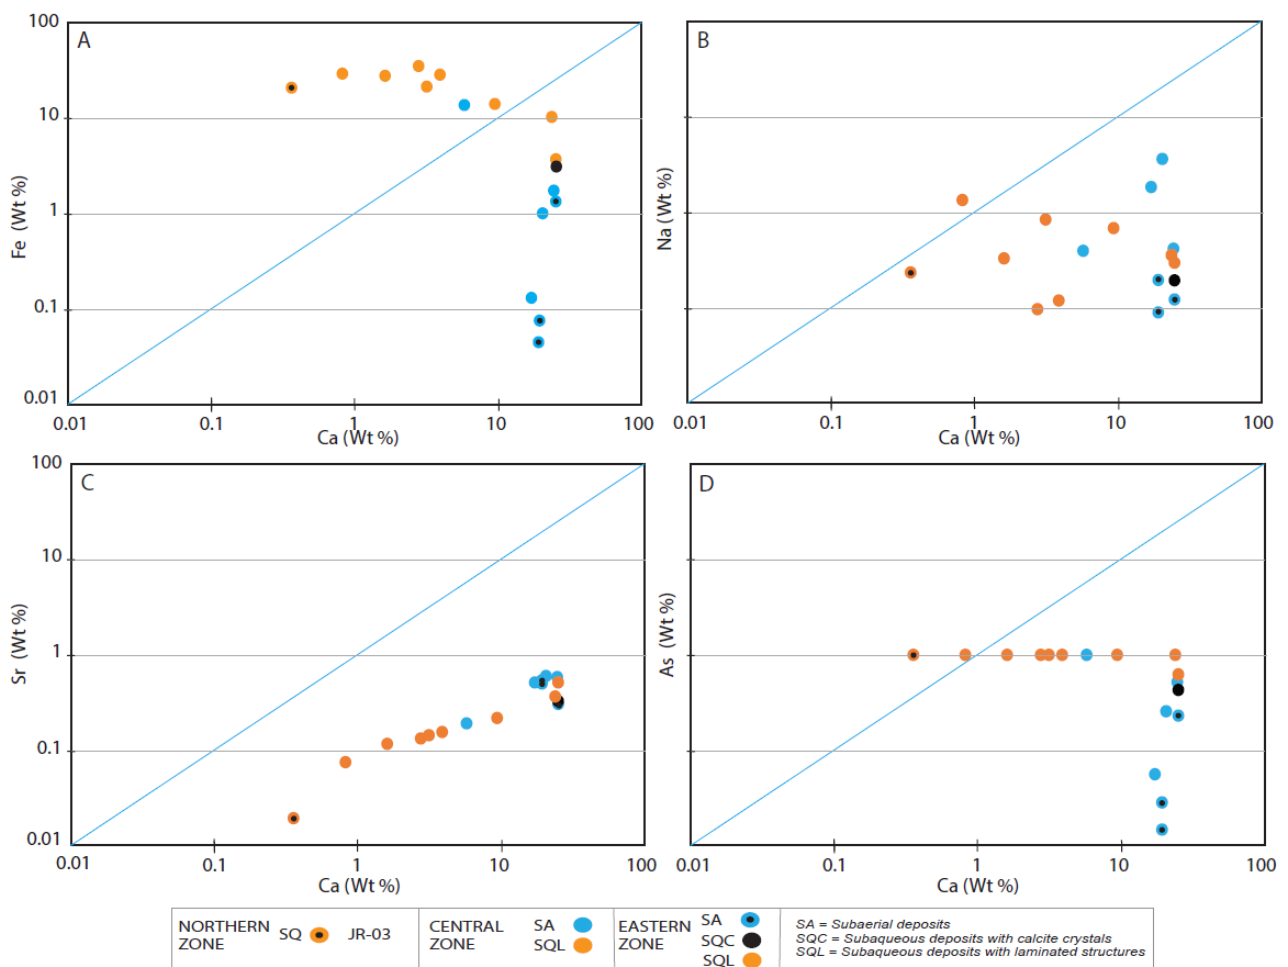 A
100
10
1
0.1
0.01
Fe (Wt %)
0.01 0.1 1 10 100
Ca (Wt %)
B
Na (Wt %)
0.01 0.1 1 10 100
Ca (Wt %)
C
100
10
1
0.1
0.01
Sr (Wt %)
0.01 0.1 1 10 100
Ca (Wt %)
D
As (Wt %)
0.01 0.1 1 10 100
Ca (Wt %)
NORTHERN ZONE
SQ JR-03
CENTRAL ZONE
SA
SQL
EASTERN ZONE
SA
SQC
SQL
SA = Subaerial deposits
SQC = Subaqueous deposits with calcite crystals
SQL = Subaqueous deposits with laminated structures